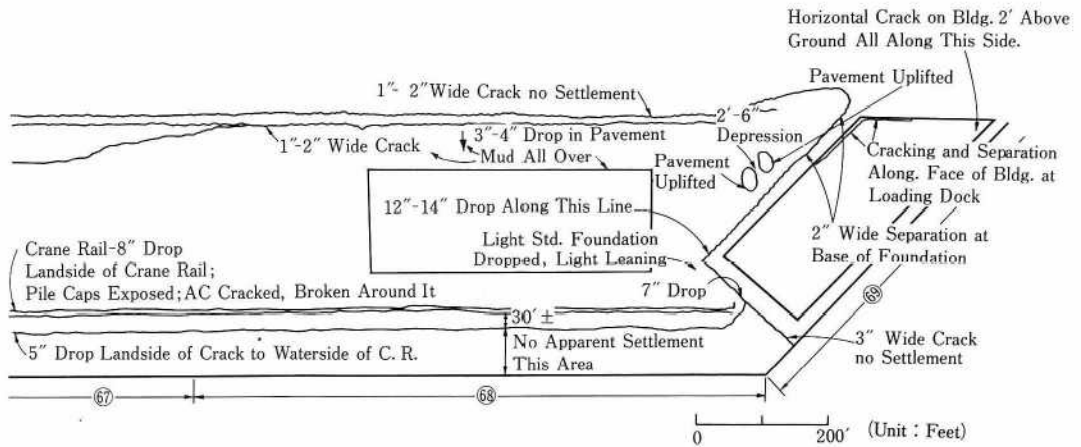 Horizontal Crack on Bldg. 2' Above
Ground All Along This Side.
Pavement Uplifted
1"- 2"Wide Crack no Settlement
2'-6"
Depression
3"-4" Drop in Pavement
1"-2" Wide Crack
Mud All Over
Pavement
Uplifted
Cracking and Separation
Along. Face of Bldg. at
Loading Dock
12"-14" Drop Along This Line
2" Wide Separation at
Base of Foundation
Light Std. Foundation
Dropped, Light Leaning
Crane Rail-8" Drop
Landside of Crane Rail;
Pile Caps Exposed; AC Cracked, Broken Around It
7" Drop
69
30' ±
5" Drop Landside of Crack to Waterside of C. R.
No Apparent Settlement
This Area
3" Wide Crack
no Settlement
67
68
0 200' (Unit : Feet)